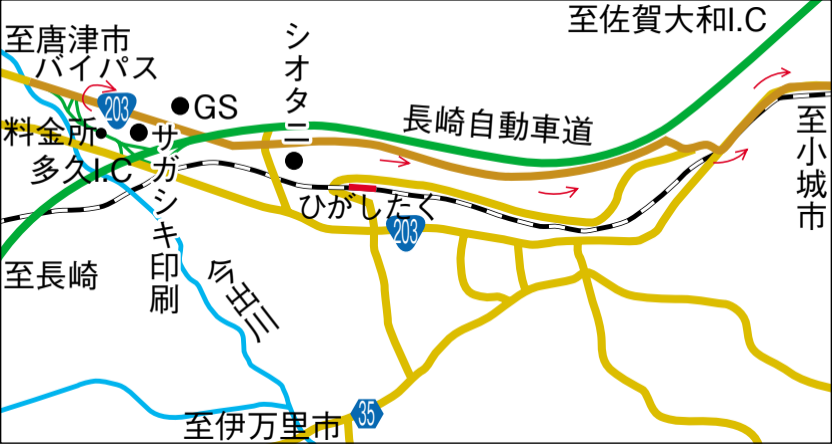 至佐賀大和I.C
至唐津市
バイパス
シオタニ
203
GS
料金所
サガシキ印刷
長崎自動車道
至小城市
多久I.C
ひがしたく
203
至長崎
今出川
35
至伊万里市